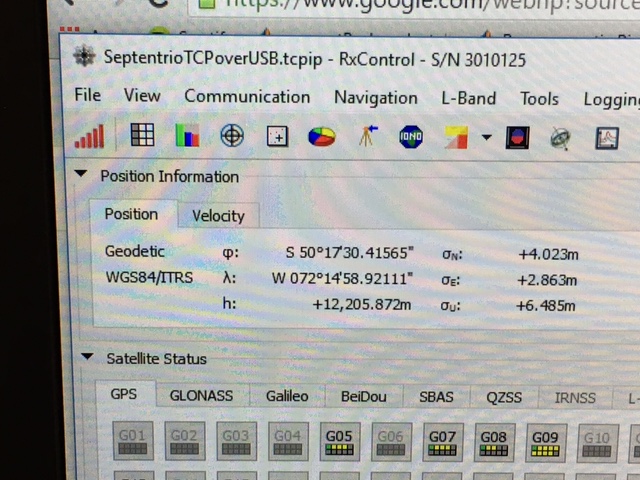 https://www.google.com/webhp?source
SeptentrioTCPoverUSB.tcpip - RxControl - S/N 3010125
File View Communication Navigation L-Band Tools Logging
IONO
Position Information
Position Velocity
Geodetic φ: S 50°17'30.41565" σN: +4.023m
WGS84/ITRS λ: W 072°14'58.92111" σE: +2.863m
h: +12,205.872m σU: +6.485m
Satellite Status
GPS GLONASS Galileo BeiDou SBAS QZSS IRNSS L-
G01 G02 G03 G04 G05 G06 G07 G08 G09 G10